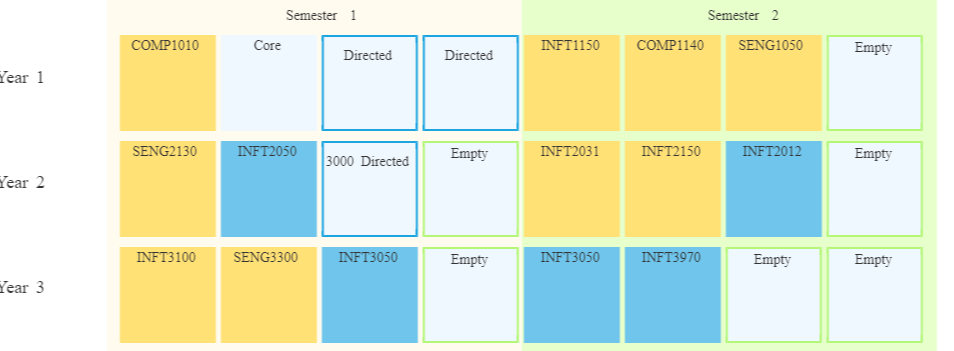 Semester 1
Semester 2
Year 1
COMP1010
Core
Directed
Directed
INFT1150
COMP1140
SENG1050
Empty
Year 2
SENG2130
INFT2050
3000 Directed
Empty
INFT2031
INFT2150
INFT2012
Empty
Year 3
INFT3100
SENG3300
INFT3050
Empty
INFT3050
INFT3970
Empty
Empty